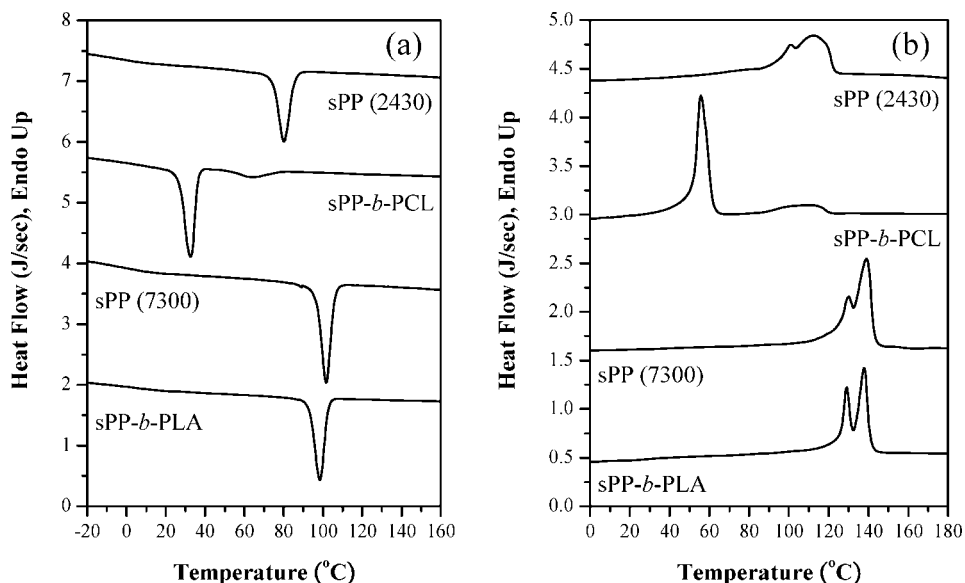 (a)
8
7
6
5
4
3
2
1
0
Heat Flow (J/sec), Endo Up
sPP (2430)
sPP-b-PCL
sPP (7300)
sPP-b-PLA
-20 0 20 40 60 80 100 120 140 160
Temperature (°C)
(b)
5.0
4.5
4.0
3.5
3.0
2.5
2.0
1.5
1.0
0.5
0.0
Heat Flow (J/sec), Endo Up
sPP (2430)
sPP-b-PCL
sPP (7300)
sPP-b-PLA
0 20 40 60 80 100 120 140 160 180
Temperature (°C)